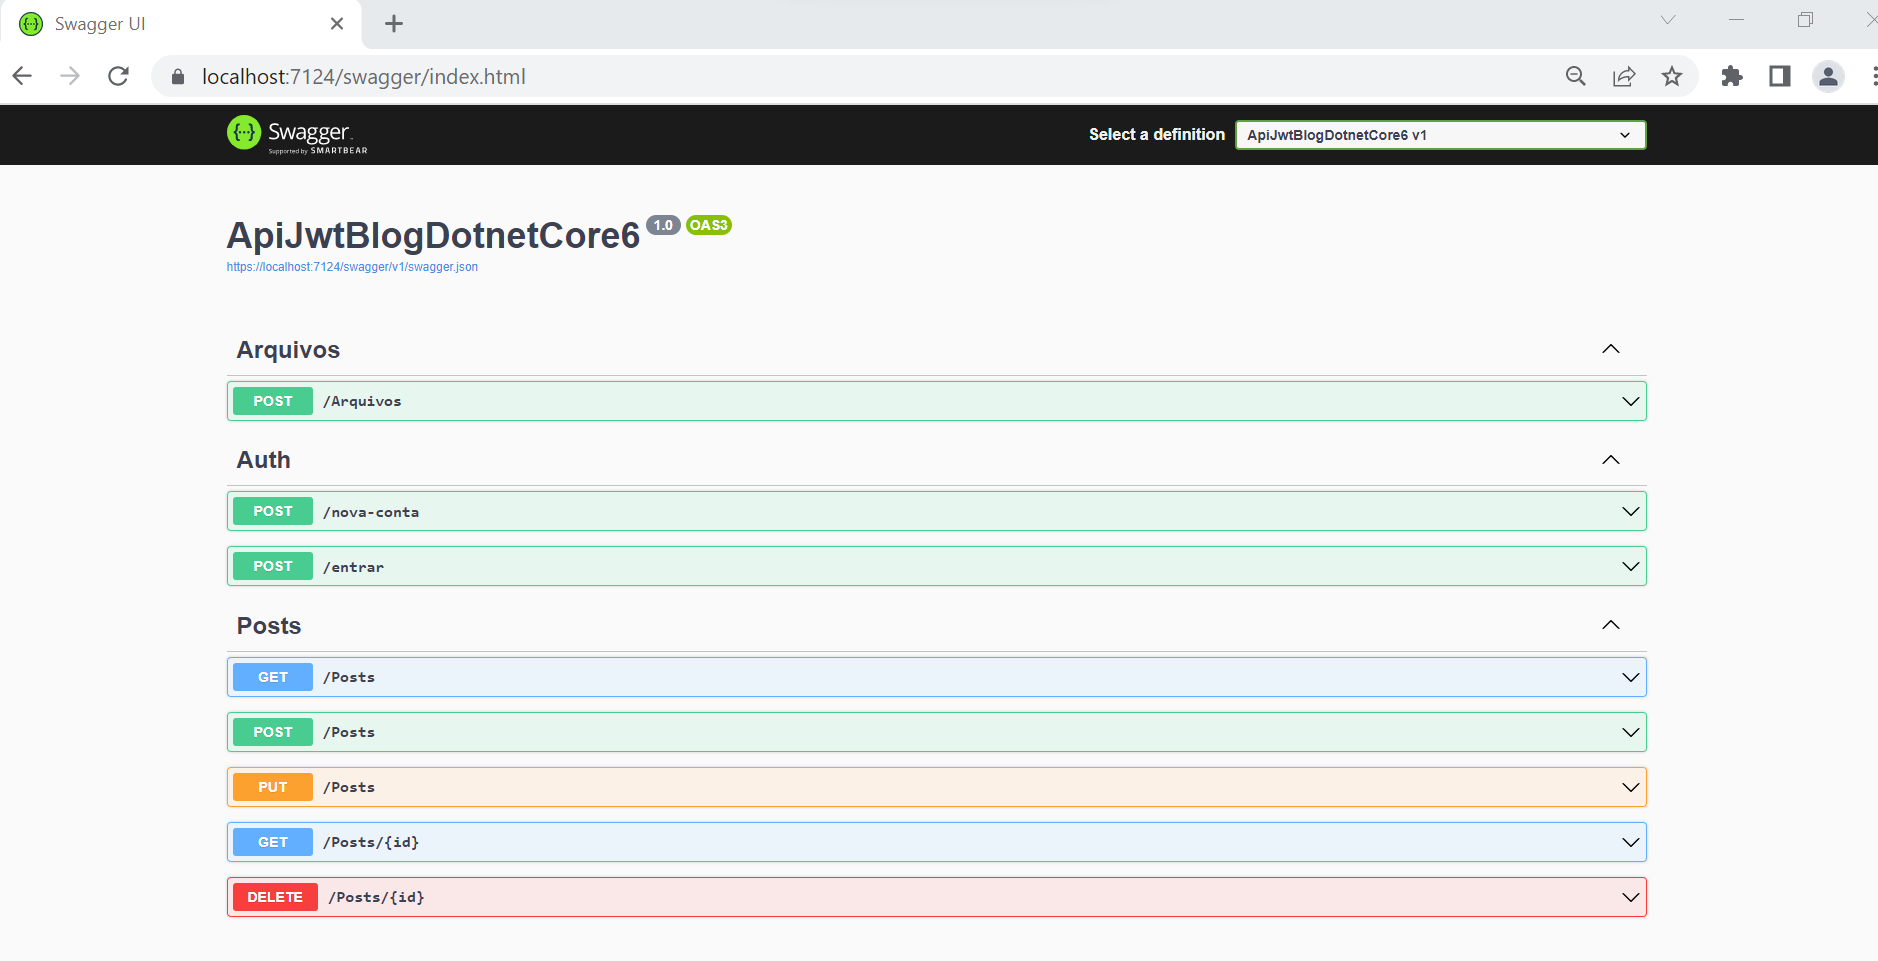 Swagger UI
localhost:7124/swagger/index.html
Swagger
Supported by SMARTBEAR
Select a definition
ApiJwtBlogDotnetCore6 v1
ApiJwtBlogDotnetCore6 1.0 OAS3
https://localhost:7124/swagger/v1/swagger.json
Arquivos
POST /Arquivos
Auth
POST /nova-conta
POST /entrar
Posts
GET /Posts
POST /Posts
PUT /Posts
GET /Posts/{id}
DELETE /Posts/{id}